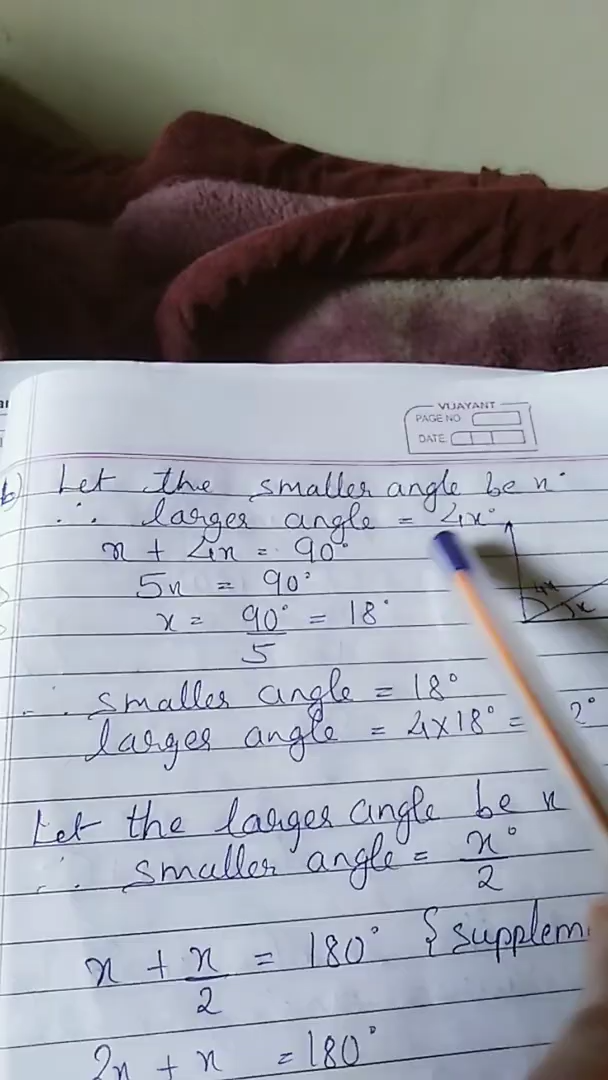 VIJAYANT
PAGE NO
DATE
b) Let the smaller angle be x°
∴ larger angle = 4x°
x + 4x = 90°
5x = 90°
x = 90°/5 = 18°
4x
x
∴ smaller angle = 18°
larger angle = 4×18° = 2°
Let the larger angle be x
∴ smaller angle = x°/2
x + x/2 = 180° {supplem
2x + x = 180°